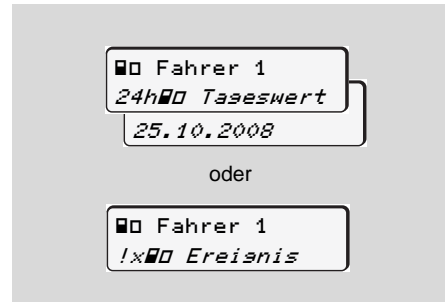 Fahrer 1
24h Tageswert
25.10.2008
oder
Fahrer 1
!x Ereignis